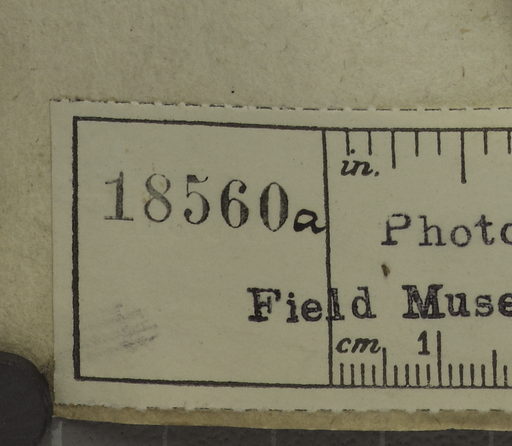 in.
18560a
Photo
Field Muse
cm 1